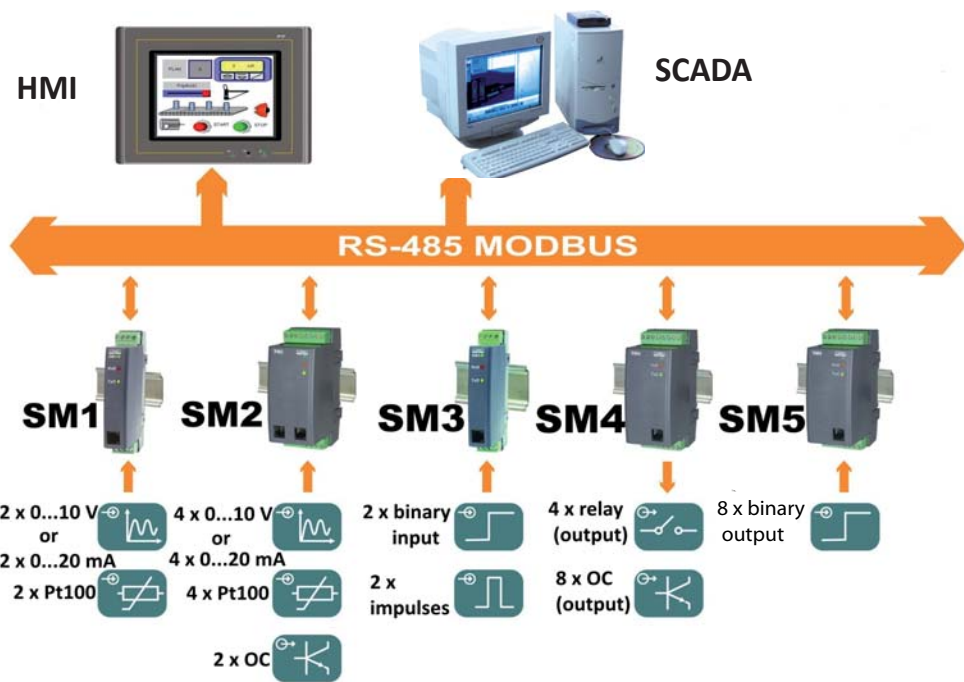 HMI
SCADA
START
STOP
RS-485 MODBUS
SM1
SM2
SM3
SM4
SM5
2 x 0...10 V
or
2 x 0...20 mA
2 x Pt100
4 x 0...10 V
or
4 x 0...20 mA
4 x Pt100
2 x OC
2 x binary
input
2 x
impulses
4 x relay
(output)
8 x OC
(output)
8 x binary
output